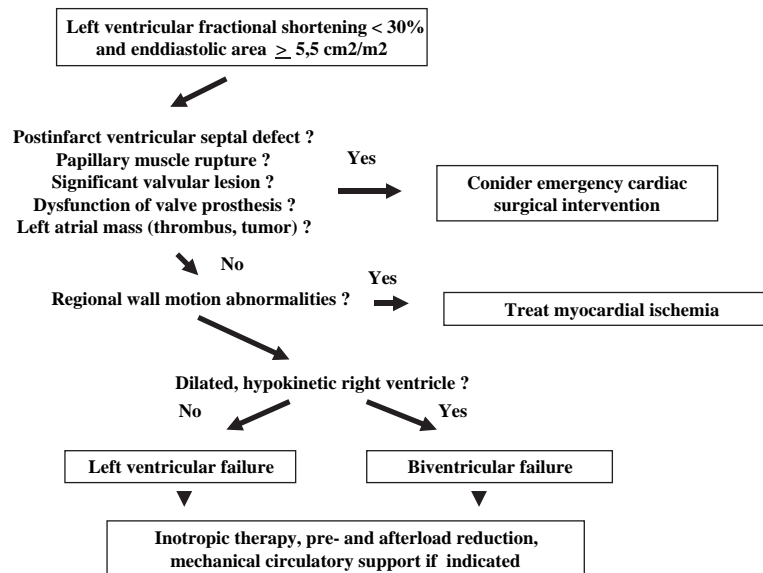 Left ventricular fractional shortening < 30%
and enddiastolic area ≥ 5,5 cm2/m2
Postinfarct ventricular septal defect ?
Papillary muscle rupture ?
Significant valvular lesion ?
Dysfunction of valve prosthesis ?
Left atrial mass (thrombus, tumor) ?
Yes
Conider emergency cardiac
surgical intervention
No
Regional wall motion abnormalities ?
Yes
Treat myocardial ischemia
Dilated, hypokinetic right ventricle ?
No
Yes
Left ventricular failure
Biventricular failure
Inotropic therapy, pre- and afterload reduction,
mechanical circulatory support if indicated